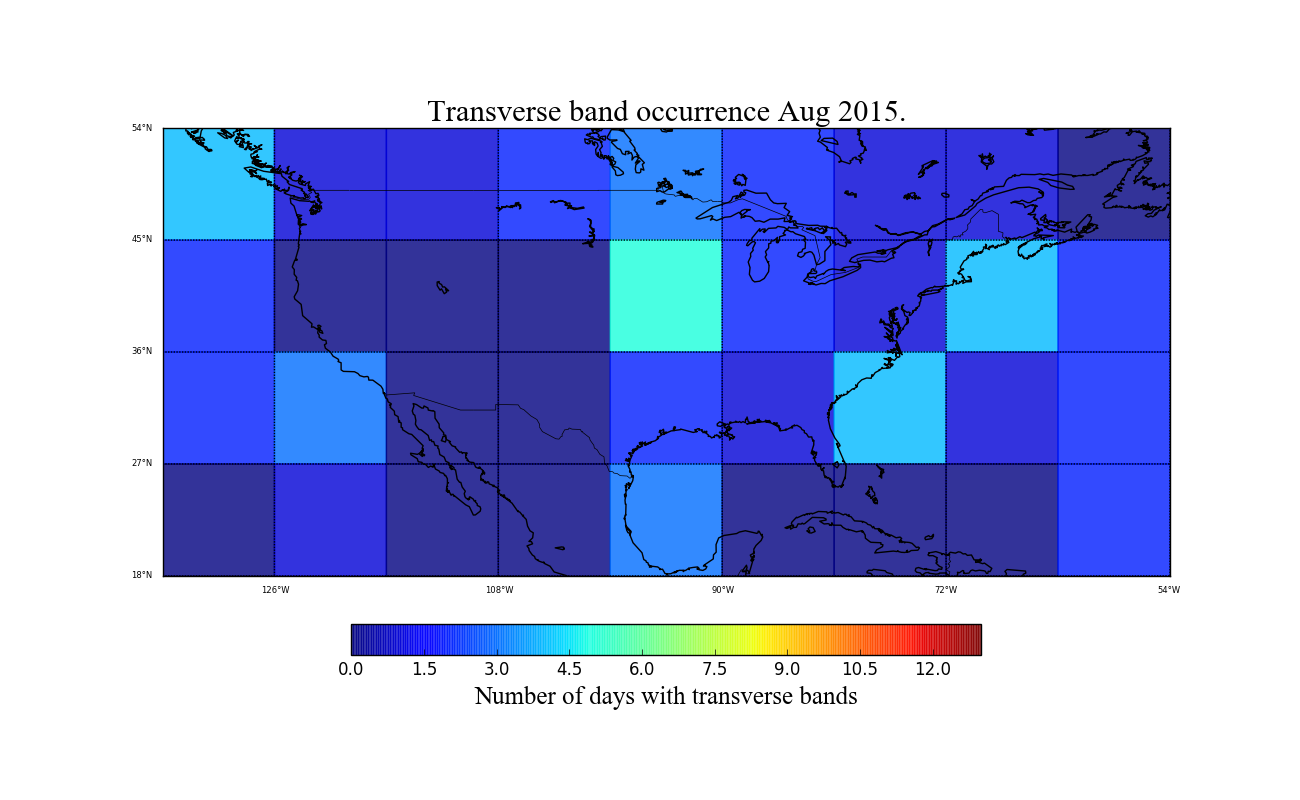 Transverse band occurrence Aug 2015.
54°N
45°N
36°N
27°N
18°N
126°W 108°W 90°W 72°W 54°W
0.0 1.5 3.0 4.5 6.0 7.5 9.0 10.5 12.0
Number of days with transverse bands